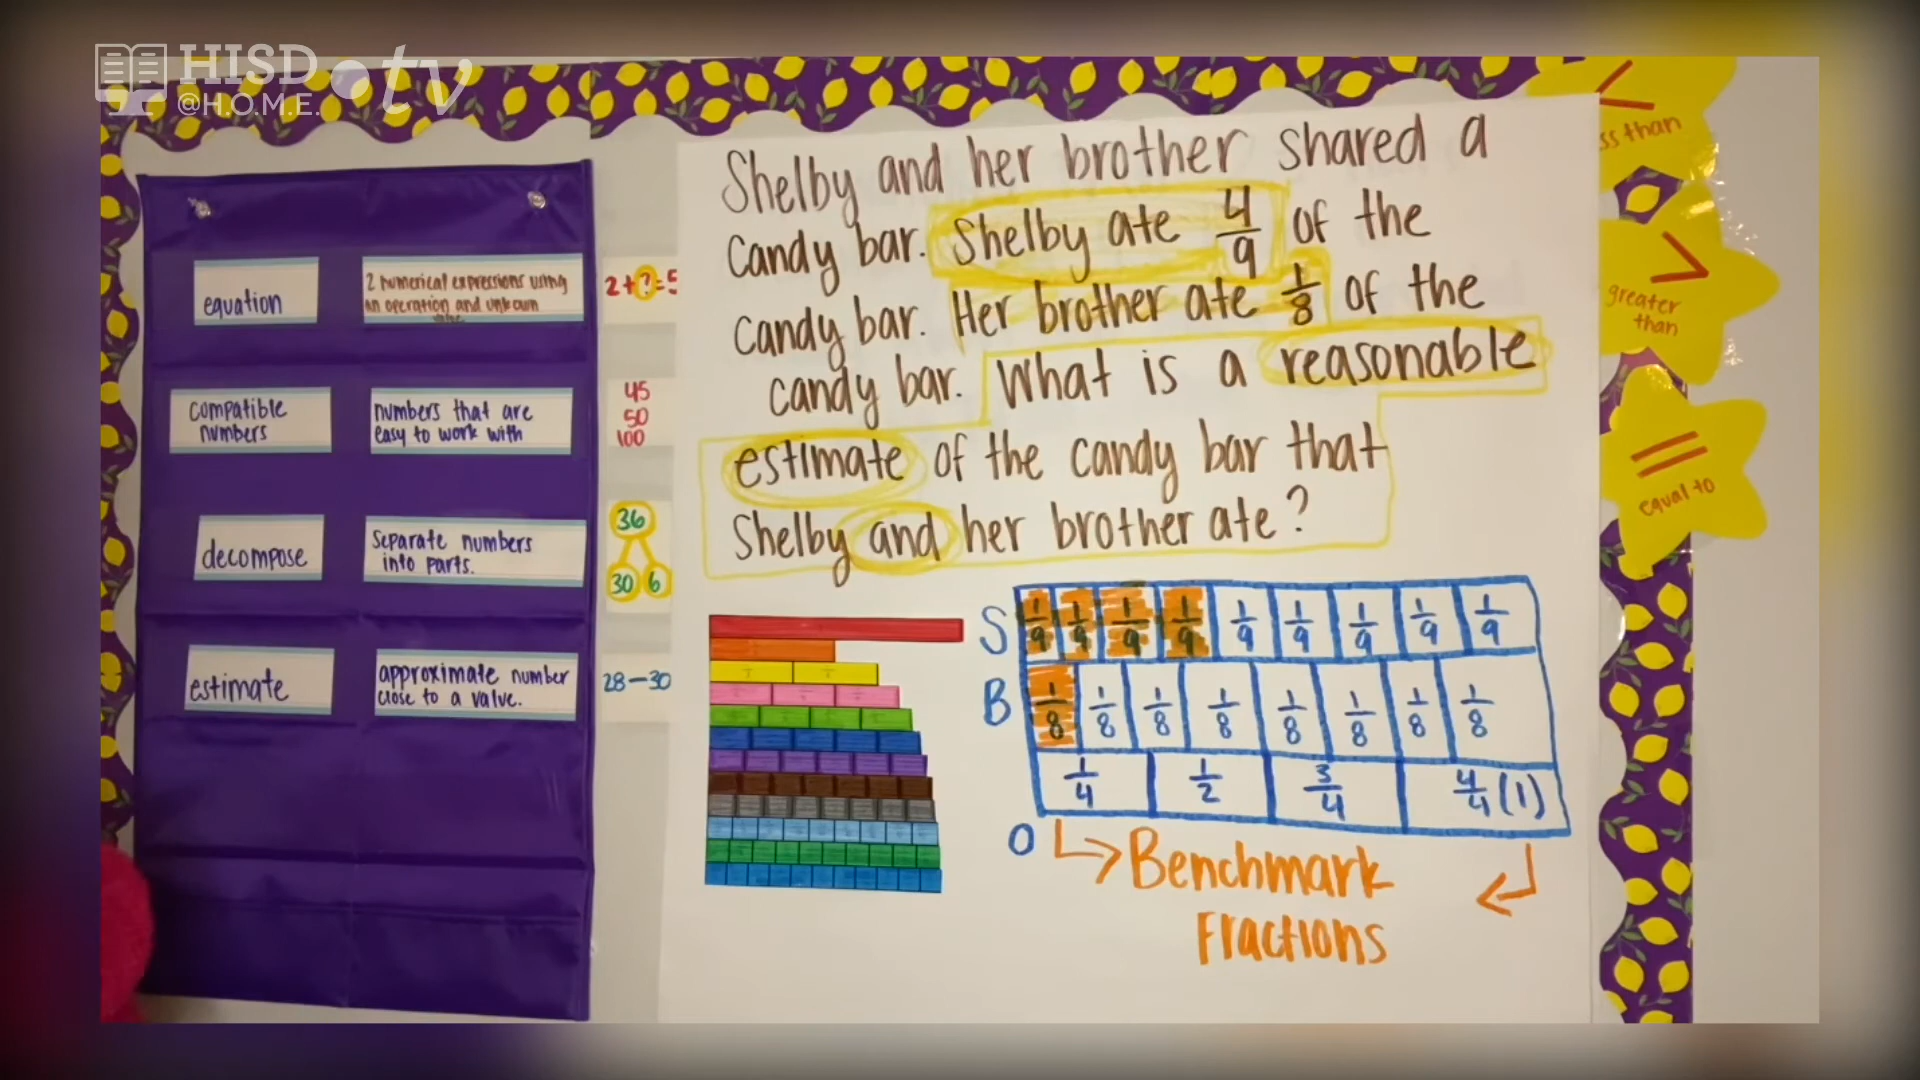 HISD
@H.O.M.E.
.tv
equation
2 numerical expressions using
an operation and unknown
2+?=5
compatible
numbers
numbers that are
easy to work with
45
50
100
decompose
Separate numbers
into parts.
36
30 6
estimate
approximate number
close to a value.
28-30
Shelby and her brother shared a
candy bar. Shelby ate 4/9 of the
candy bar. Her brother ate 1/8 of the
candy bar. What is a reasonable
estimate of the candy bar that
Shelby and her brother ate?
S 1/9 1/9 1/9 1/9 1/9 1/9 1/9 1/9 1/9
B 1/8 1/8 1/8 1/8 1/8 1/8 1/8 1/8
1/4 1/2 3/4 4/4 (1)
0
Benchmark
Fractions
ss than
>
greater
than
=
equal to